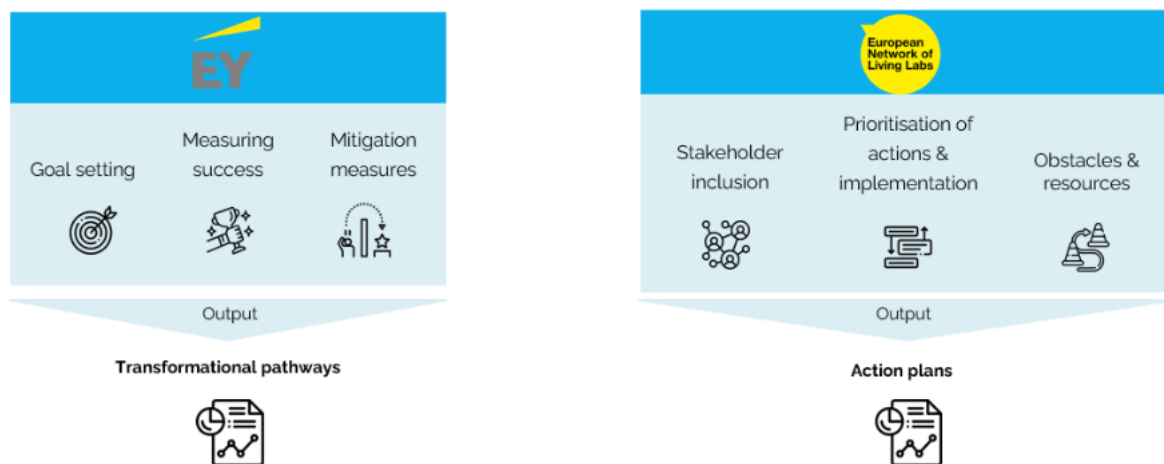 EY
Goal setting
Measuring
success
Mitigation
measures
Output
Transformational pathways
European
Network of
Living Labs
Stakeholder
inclusion
Prioritisation of
actions &
implementation
Obstacles &
resources
Output
Action plans